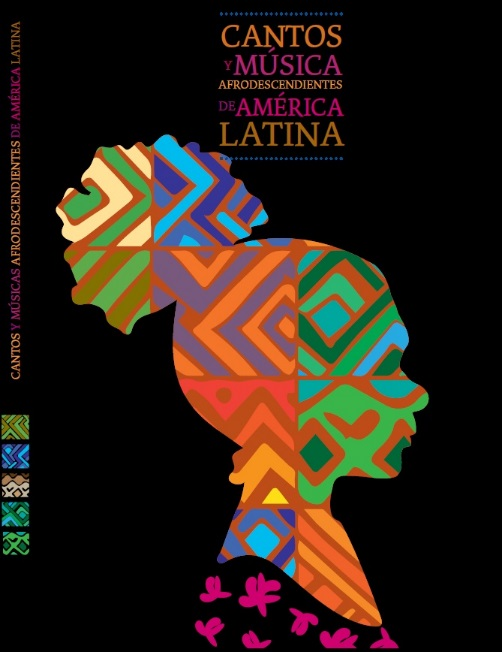 CANTOS
Y MÚSICA
AFRODESCENDIENTES
DE AMÉRICA
LATINA
CANTOS Y MÚSICAS AFRODESCENDIENTES DE AMÉRICA LATINA